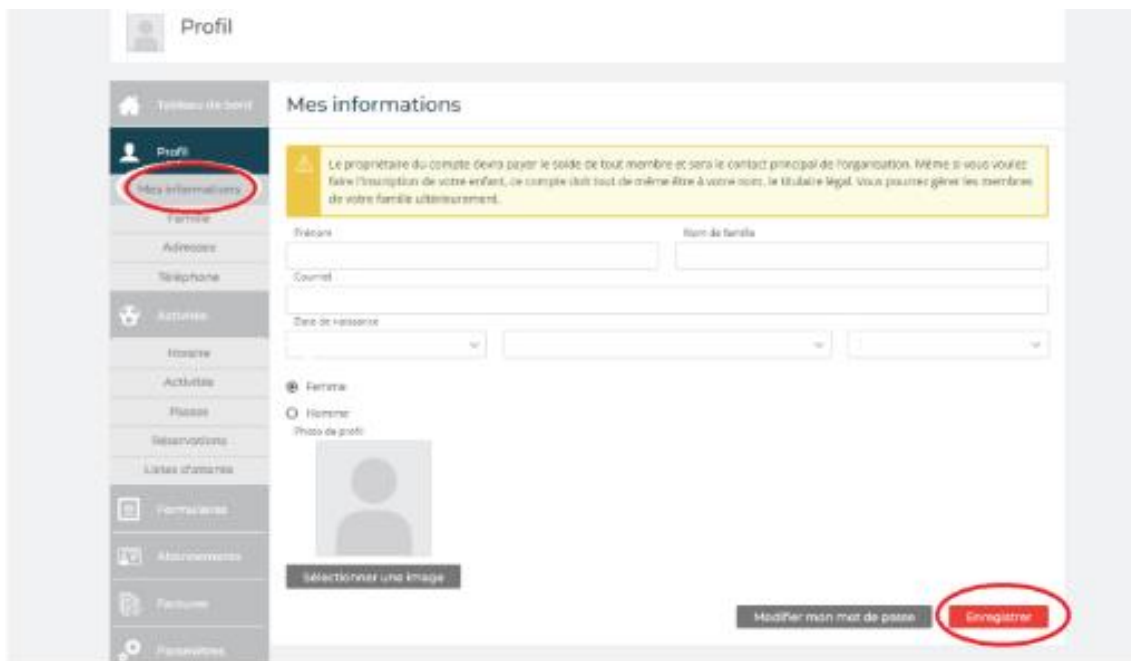 Profil
Tableau de bord
Mes informations
Profil
Le propriétaire du compte devra payer le solde de tout membre et sera le contact principal de l'organisation. Même si vous voulez
faire l'inscription de votre enfant, ce compte doit tout de même être à votre nom, le titulaire légal. Vous pourrez gérer les membres
de votre famille ultérieurement.
Mes informations
Famille
Prénom
Nom de famille
Adresses
Téléphone
Courriel
Activités
Date de naissance
Horaire
Activités
Femme
Passes
Homme
Photo de profil
Réservations
Listes d'attente
Formulaires
Abonnements
Sélectionner une image
Factures
Modifier mon mot de passe
Enregistrer
Paramètres